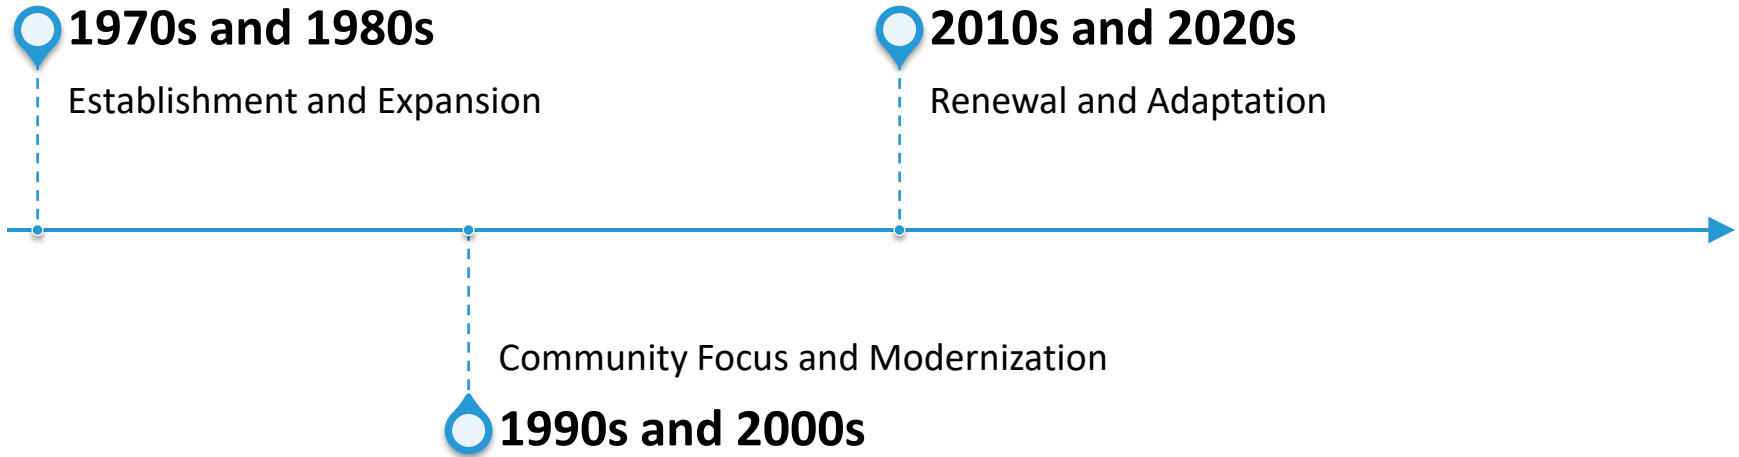 1970s and 1980s
Establishment and Expansion
2010s and 2020s
Renewal and Adaptation
Community Focus and Modernization
1990s and 2000s